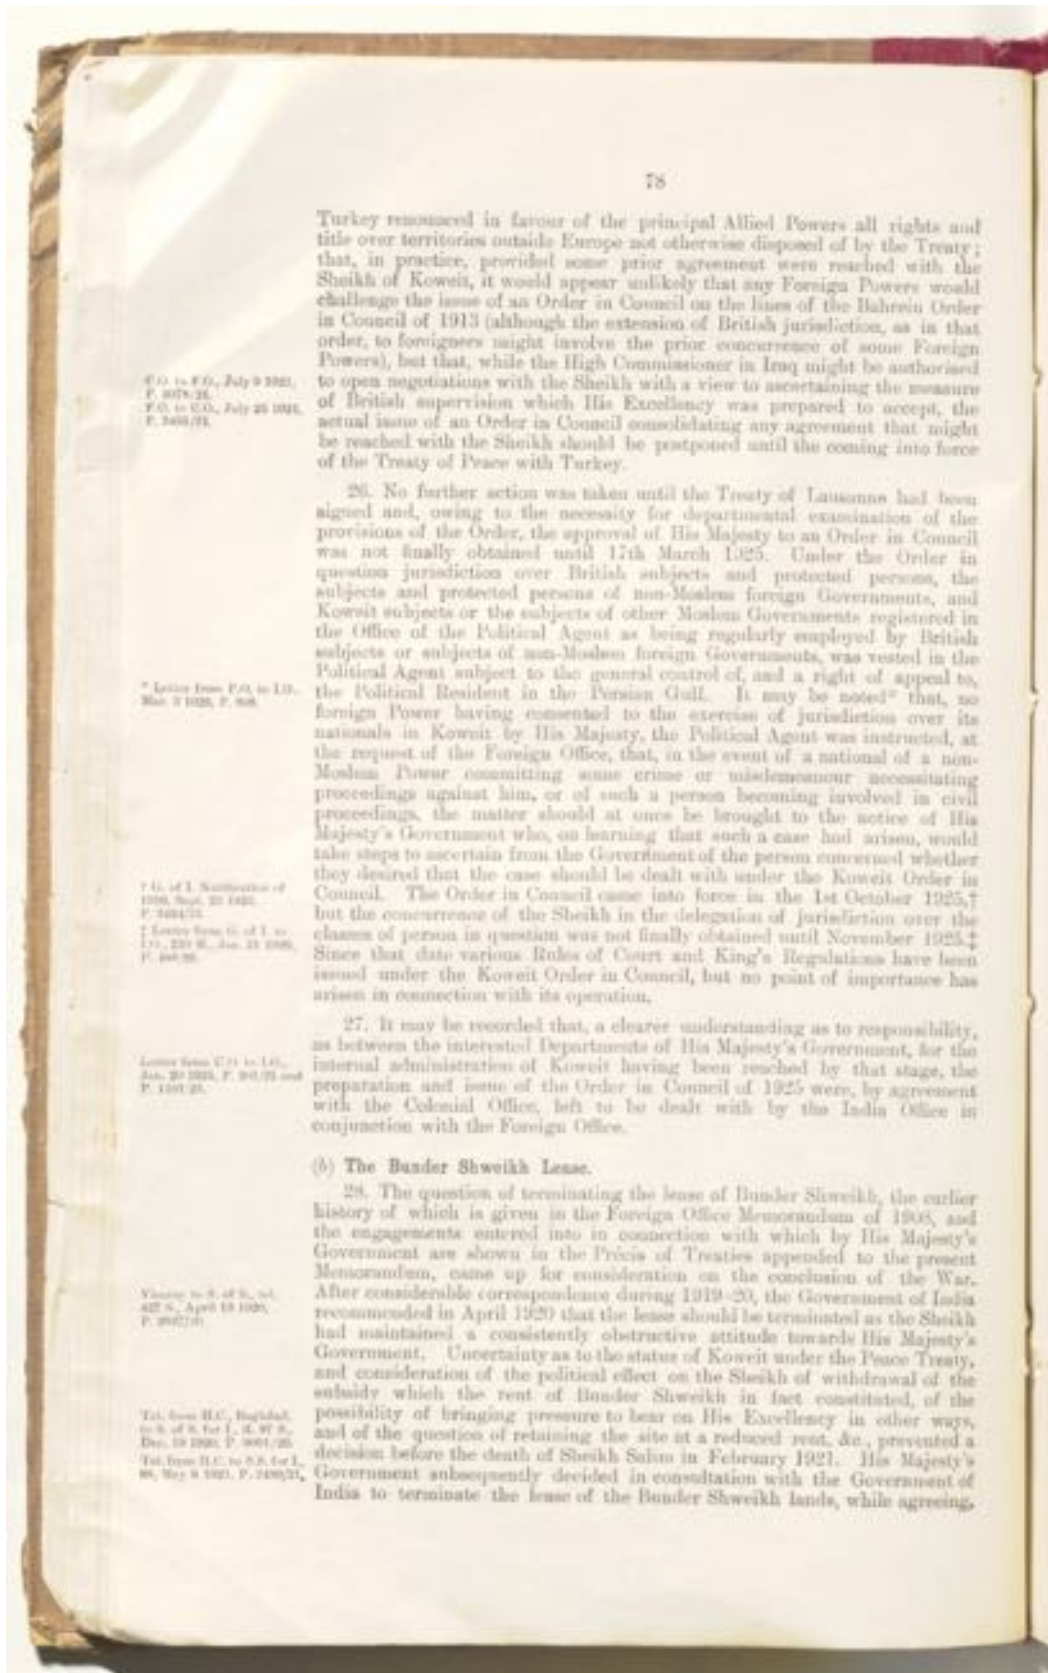 78
Turkey renounced in favour of the principal Allied Powers all rights and
title over territories outside Europe not otherwise disposed of by the Treaty;
that, in practice, provided some prior agreement were reached with the
Sheikh of Koweit, it would appear unlikely that any Foreign Powers would
challenge the issue of an Order in Council on the lines of the Bahrein Order
in Council of 1913 (although the extension of British jurisdiction, as in that
order, to foreigners might involve the prior concurrence of some Foreign
Powers), but that, while the High Commissioner in Iraq might be authorised
to open negotiations with the Sheikh with a view to ascertaining the measure
of British supervision which His Excellency was prepared to accept, the
actual issue of an Order in Council consolidating any agreement that might
be reached with the Sheikh should be postponed until the coming into force
of the Treaty of Peace with Turkey.
F.O. to C.O., July 25 1921,
26. No further action was taken until the Treaty of Lausanne had been
signed and, owing to the necessity for departmental examination of the
provisions of the Order, the approval of His Majesty to an Order in Council
was not finally obtained until 17th March 1925. Under the Order in
question jurisdiction over British subjects and protected persons, the
subjects and protected persons of non-Moslem foreign Governments, and
Koweit subjects or the subjects of other Moslem Governments registered in
the Office of the Political Agent as being regularly employed by British
subjects or subjects of non-Moslem foreign Governments, was vested in the
Political Agent subject to the general control of, and a right of appeal to,
the Political Resident in the Persian Gulf. It may be noted* that, no
foreign Power having consented to the exercise of jurisdiction over its
nationals in Koweit by His Majesty, the Political Agent was instructed, at
the request of the Foreign Office, that, in the event of a national of a non-
Moslem Power committing some crime or misdemeanour necessitating
proceedings against him, or of such a person becoming involved in civil
proceedings, the matter should at once be brought to the notice of His
Majesty's Government who, on learning that such a case had arisen, would
take steps to ascertain from the Government of the person concerned whether
they desired that the case should be dealt with under the Koweit Order in
Council. The Order in Council came into force in the 1st October 1925,†
but the concurrence of the Sheikh in the delegation of jurisdiction over the
classes of person in question was not finally obtained until November 1925.‡
Since that date various Rules of Court and King's Regulations have been
issued under the Koweit Order in Council, but no point of importance has
arisen in connection with its operation.
* Letter from F.O. to I.O.,
† G. of I. Notification of
‡ Letter from G. of I. to
27. It may be recorded that, a clearer understanding as to responsibility,
as between the interested Departments of His Majesty's Government, for the
internal administration of Koweit having been reached by that stage, the
preparation and issue of the Order in Council of 1925 were, by agreement
with the Colonial Office, left to be dealt with by the India Office in
conjunction with the Foreign Office.
Letter from C.O. to I.O.,
(b) The Bunder Shweikh Lease.
28. The question of terminating the lease of Bunder Shweikh, the earlier
history of which is given in the Foreign Office Memorandum of 1908, and
the engagements entered into in connection with which by His Majesty's
Government are shown in the Précis of Treaties appended to the present
Memorandum, came up for consideration on the conclusion of the War.
After considerable correspondence during 1919-20, the Government of India
recommended in April 1920 that the lease should be terminated as the Sheikh
had maintained a consistently obstructive attitude towards His Majesty's
Government. Uncertainty as to the status of Koweit under the Peace Treaty,
and consideration of the political effect on the Sheikh of withdrawal of the
subsidy which the rent of Bunder Shweikh in fact constituted, of the
possibility of bringing pressure to bear on His Excellency in other ways,
and of the question of retaining the site at a reduced rent, &c., prevented a
decision before the death of Sheikh Salim in February 1921. His Majesty's
Government subsequently decided in consultation with the Government of
India to terminate the lease of the Bunder Shweikh lands, while agreeing,
Viceroy to S. of S., tel.
Tel. from H.C., Baghdad,
Tel. from H.C. to S.S. for I.,